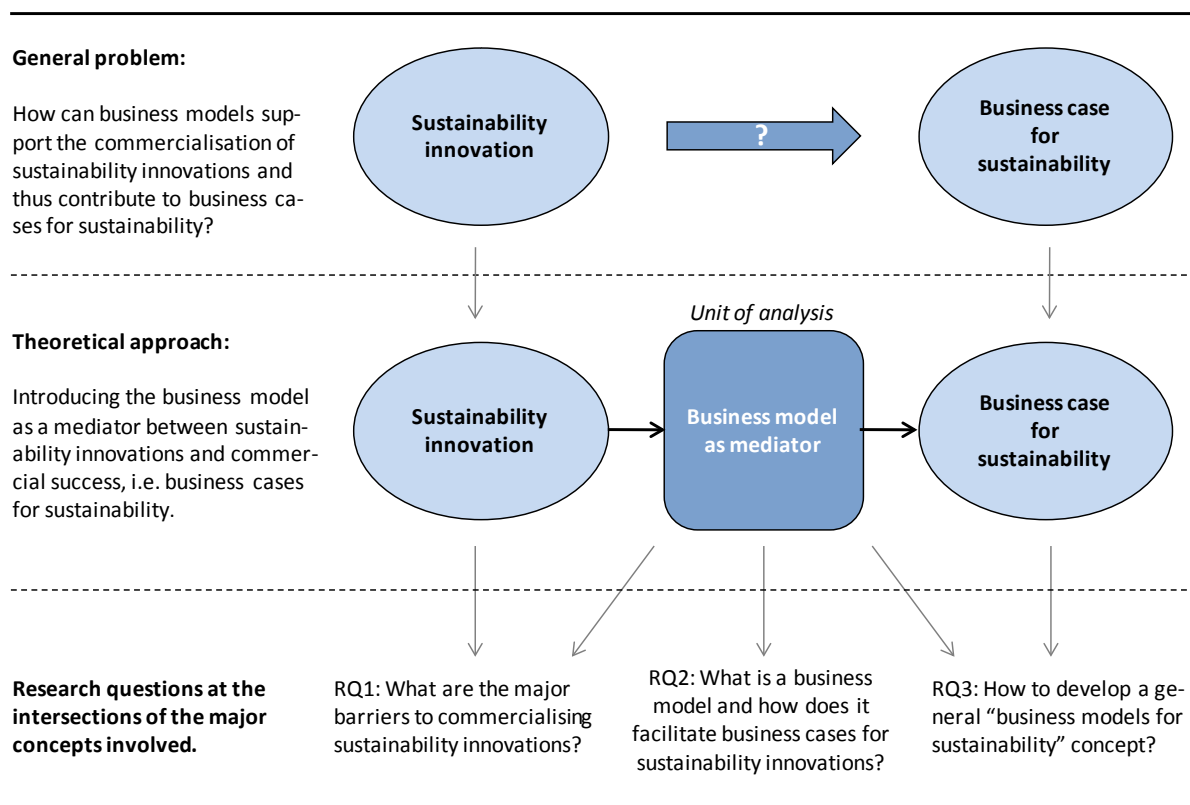 General problem:
How can business models sup-
port the commercialisation of
sustainability innovations and
thus contribute to business ca-
ses for sustainability?
Sustainability
innovation
?
Business case
for
sustainability
Unit of analysis
Theoretical approach:
Introducing the business model
as a mediator between sustain-
ability innovations and commer-
cial success, i.e. business cases
for sustainability.
Sustainability
innovation
Business model
as mediator
Business case
for
sustainability
Research questions at the
intersections of the major
concepts involved.
RQ1: What are the major
barriers to commercialising
sustainability innovations?
RQ2: What is a business
model and how does it
facilitate business cases for
sustainability innovations?
RQ3: How to develop a ge-
neral “business models for
sustainability” concept?